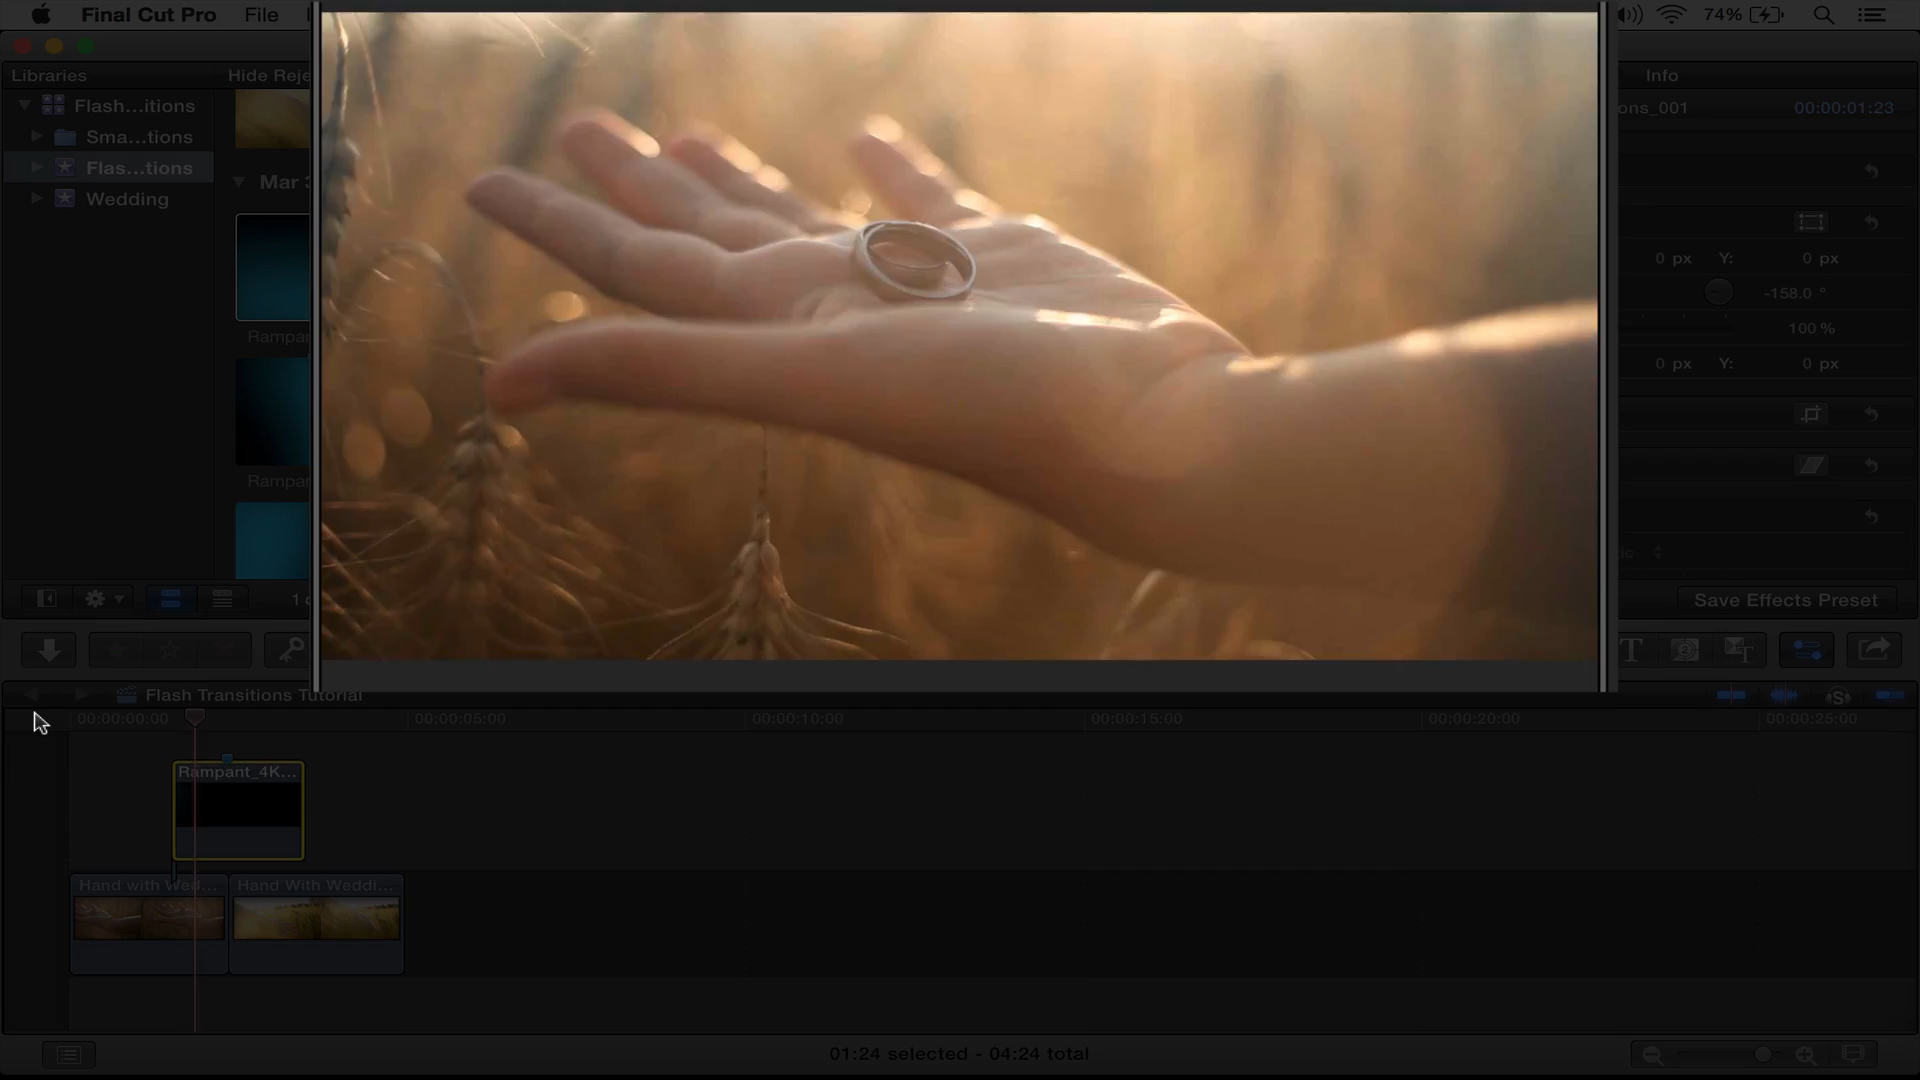 Final Cut Pro File
74%
Libraries
Hide Reje
Info
Flash...itions
Sma...tions
Flas...tions
Wedding
Mar 3
ons_001 00:00:01:23
0 px Y: 0 px
-158.0 °
100 %
0 px Y: 0 px
Rampar
Rampar
Save Effects Preset
Flash Transitions Tutorial
00:00:00:00 00:00:05:00 00:00:10:00 00:00:15:00 00:00:20:00 00:00:25:00
Rampant_4K...
Hand with Wed... Hand With Weddi...
01:24 selected - 04:24 total